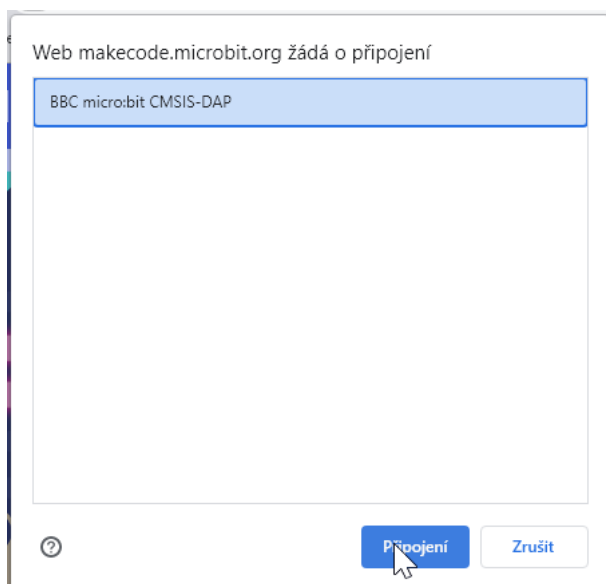 Web makecode.microbit.org žádá o připojení
BBC micro:bit CMSIS-DAP
Připojení
Zrušit